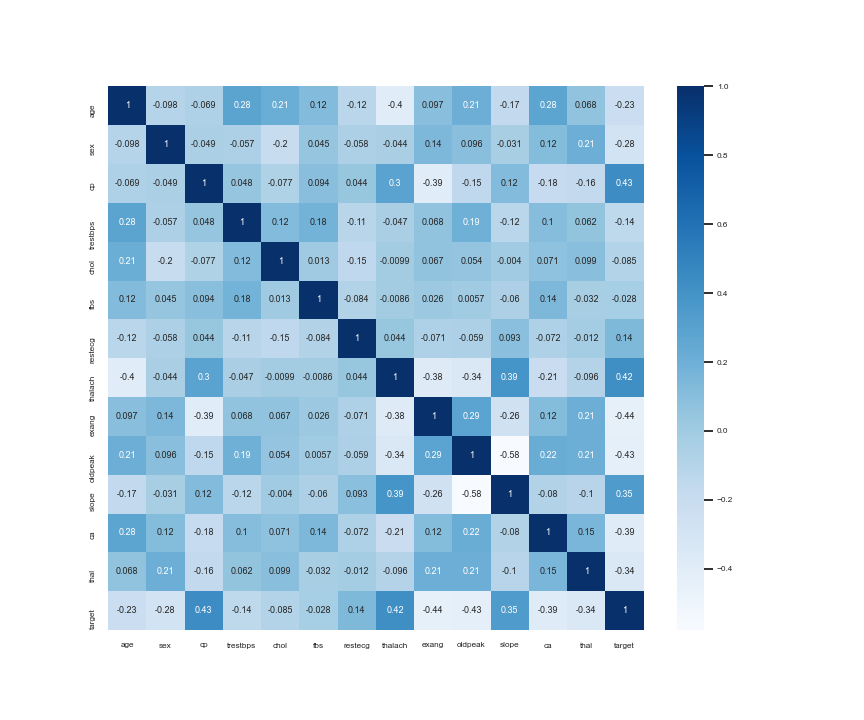 age 1 -0.098 -0.069 0.28 0.21 0.12 -0.12 -0.4 0.097 0.21 -0.17 0.28 0.068 -0.23
sex -0.098 1 -0.049 -0.057 -0.2 0.045 -0.058 -0.044 0.14 0.096 -0.031 0.12 0.21 -0.28
cp -0.069 -0.049 1 0.048 -0.077 0.094 0.044 0.3 -0.39 -0.15 0.12 -0.18 -0.16 0.43
trestbps 0.28 -0.057 0.048 1 0.12 0.18 -0.11 -0.047 0.068 0.19 -0.12 0.1 0.062 -0.14
chol 0.21 -0.2 -0.077 0.12 1 0.013 -0.15 -0.0099 0.067 0.054 -0.004 0.071 0.099 -0.085
fbs 0.12 0.045 0.094 0.18 0.013 1 -0.084 -0.0086 0.026 0.0057 -0.06 0.14 -0.032 -0.028
restecg -0.12 -0.058 0.044 -0.11 -0.15 -0.084 1 0.044 -0.071 -0.059 0.093 -0.072 -0.012 0.14
thalach -0.4 -0.044 0.3 -0.047 -0.0099 -0.0086 0.044 1 -0.38 -0.34 0.39 -0.21 -0.096 0.42
exang 0.097 0.14 -0.39 0.068 0.067 0.026 -0.071 -0.38 1 0.29 -0.26 0.12 0.21 -0.44
oldpeak 0.21 0.096 -0.15 0.19 0.054 0.0057 -0.059 -0.34 0.29 1 -0.58 0.22 0.21 -0.43
slope -0.17 -0.031 0.12 -0.12 -0.004 -0.06 0.093 0.39 -0.26 -0.58 1 -0.08 -0.1 0.35
ca 0.28 0.12 -0.18 0.1 0.071 0.14 -0.072 -0.21 0.12 0.22 -0.08 1 0.15 -0.39
thal 0.068 0.21 -0.16 0.062 0.099 -0.032 -0.012 -0.096 0.21 0.21 -0.1 0.15 1 -0.34
target -0.23 -0.28 0.43 -0.14 -0.085 -0.028 0.14 0.42 -0.44 -0.43 0.35 -0.39 -0.34 1
age sex cp trestbps chol fbs restecg thalach exang oldpeak slope ca thal target
1.0
0.8
0.6
0.4
0.2
0.0
−0.2
−0.4